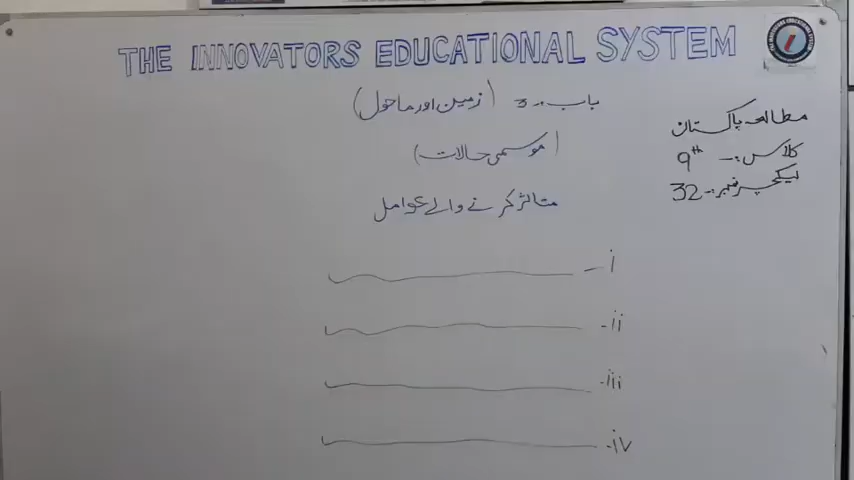 THE INNOVATORS EDUCATIONAL SYSTEM
مطالعہ پاکستان
کلاس :- 9th
لیکچر نمبر :- 32
باب :- 3 (زمین اور ماحول)
(موسمی حالات)
متاثر کرنے والے عوامل
i -
ii -
iii -
iv -